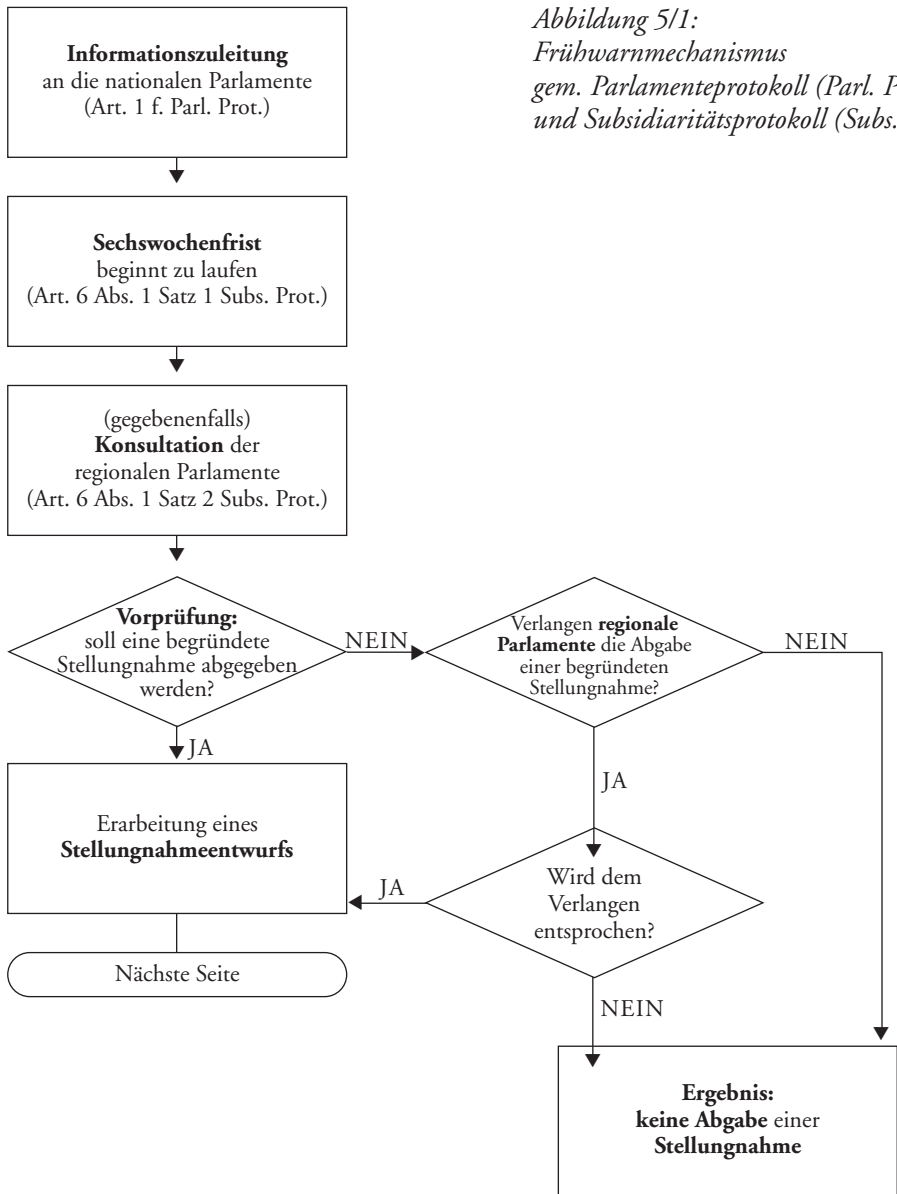 Abbildung 5/1:
Frühwarnmechanismus
gem. Parlamenteprotokoll (Parl. P
und Subsidiaritätsprotokoll (Subs.
Informationszuleitung
an die nationalen Parlamente
(Art. 1 f. Parl. Prot.)
Sechswochenfrist
beginnt zu laufen
(Art. 6 Abs. 1 Satz 1 Subs. Prot.)
(gegebenenfalls)
Konsultation der
regionalen Parlamente
(Art. 6 Abs. 1 Satz 2 Subs. Prot.)
Vorprüfung:
soll eine begründete
Stellungnahme abgegeben
werden?
NEIN
Verlangen regionale
Parlamente die Abgabe
einer begründeten
Stellungnahme?
NEIN
JA
JA
Erarbeitung eines
Stellungnahmeentwurfs
JA
Wird dem
Verlangen
entsprochen?
Nächste Seite
NEIN
Ergebnis:
keine Abgabe einer
Stellungnahme